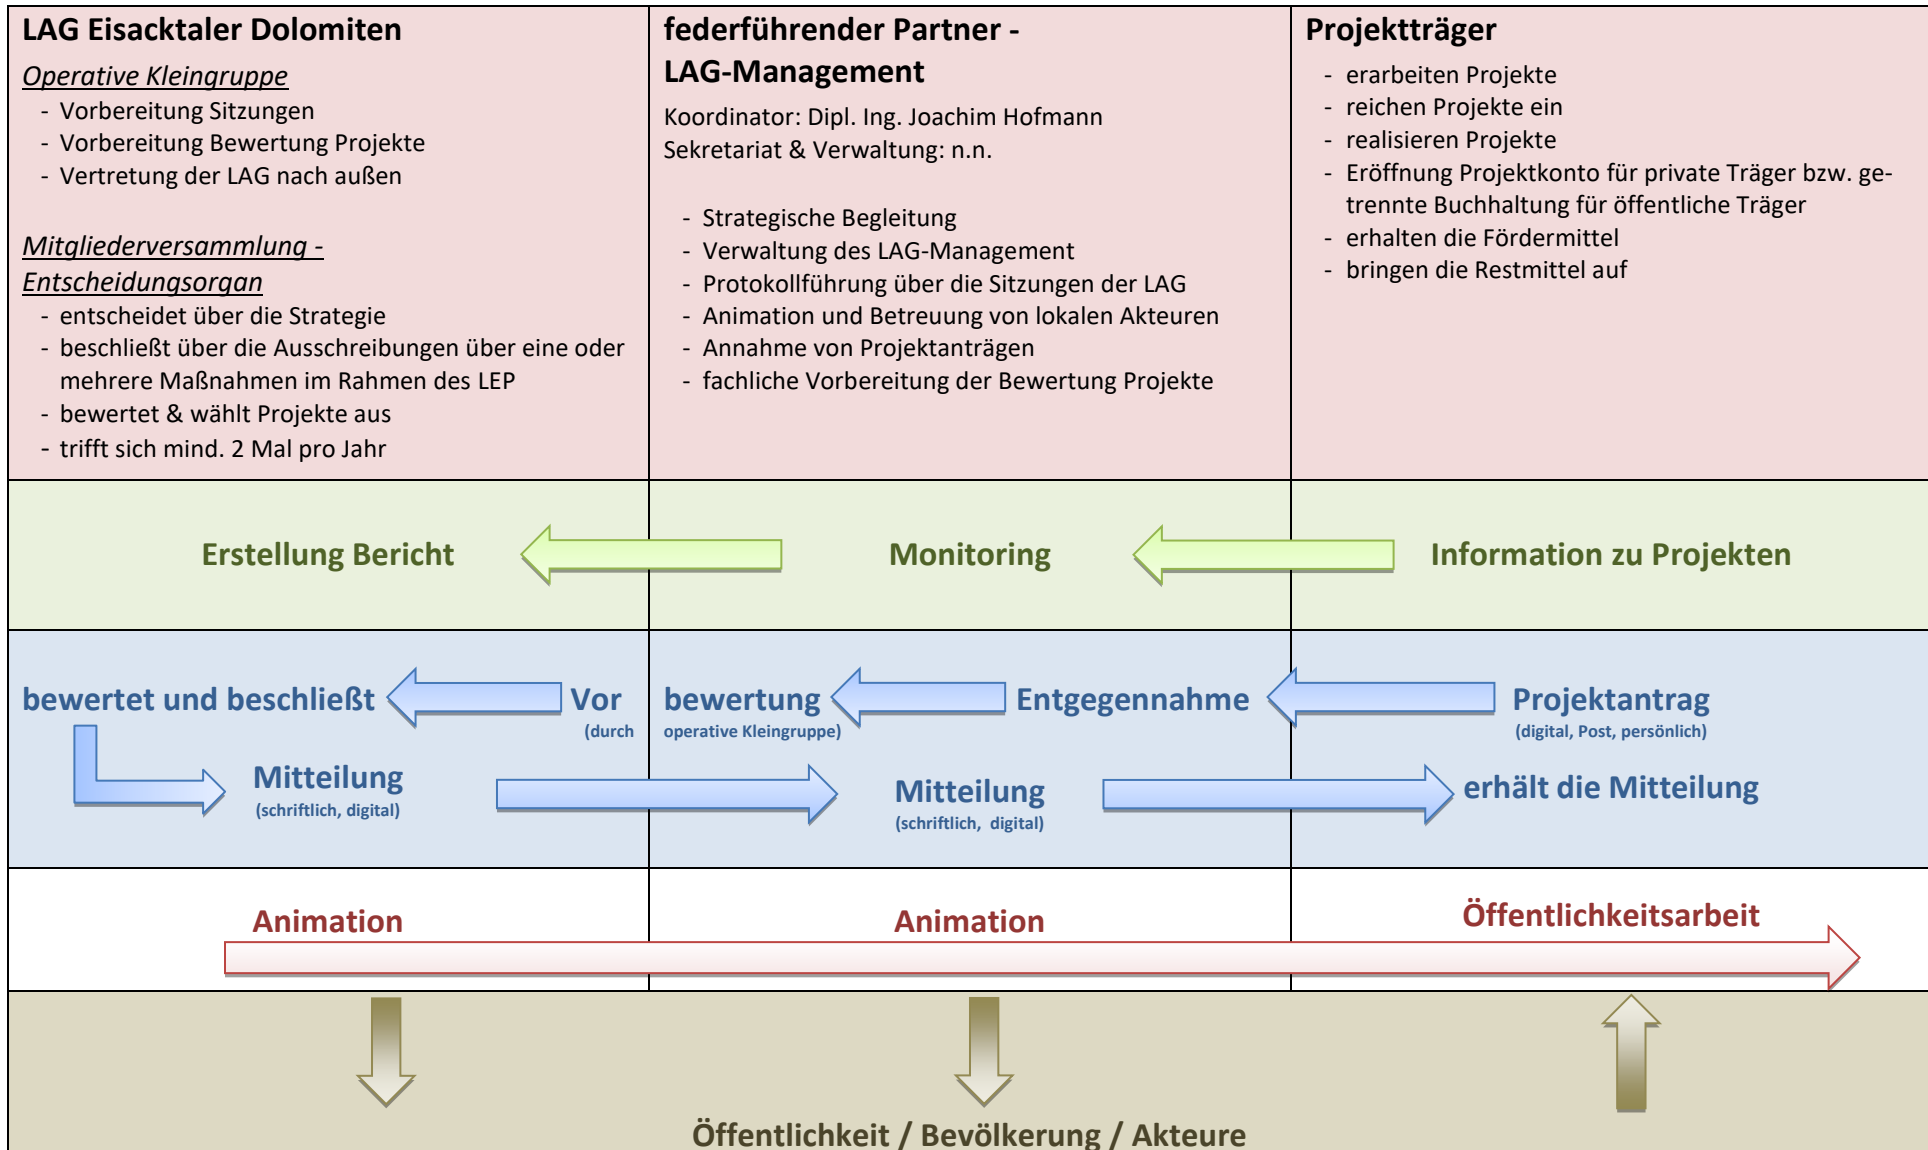 LAG Eisacktaler Dolomiten
Operative Kleingruppe
- Vorbereitung Sitzungen
- Vorbereitung Bewertung Projekte
- Vertretung der LAG nach außen
Mitgliederversammlung -
Entscheidungsorgan
- entscheidet über die Strategie
- beschließt über die Ausschreibungen über eine oder
mehrere Maßnahmen im Rahmen des LEP
- bewertet & wählt Projekte aus
- trifft sich mind. 2 Mal pro Jahr
federführender Partner -
LAG-Management
Koordinator: Dipl. Ing. Joachim Hofmann
Sekretariat & Verwaltung: n.n.
- Strategische Begleitung
- Verwaltung des LAG-Management
- Protokollführung über die Sitzungen der LAG
- Animation und Betreuung von lokalen Akteuren
- Annahme von Projektanträgen
- fachliche Vorbereitung der Bewertung Projekte
Projektträger
- erarbeiten Projekte
- reichen Projekte ein
- realisieren Projekte
- Eröffnung Projektkonto für private Träger bzw. ge-
trennte Buchhaltung für öffentliche Träger
- erhalten die Fördermittel
- bringen die Restmittel auf
Erstellung Bericht
Monitoring
Information zu Projekten
bewertet und beschließt
Vor bewertung
(durch operative Kleingruppe)
Entgegennahme
Projektantrag
(digital, Post, persönlich)
Mitteilung
(schriftlich, digital)
Mitteilung
(schriftlich, digital)
erhält die Mitteilung
Animation
Animation
Öffentlichkeitsarbeit
Öffentlichkeit / Bevölkerung / Akteure